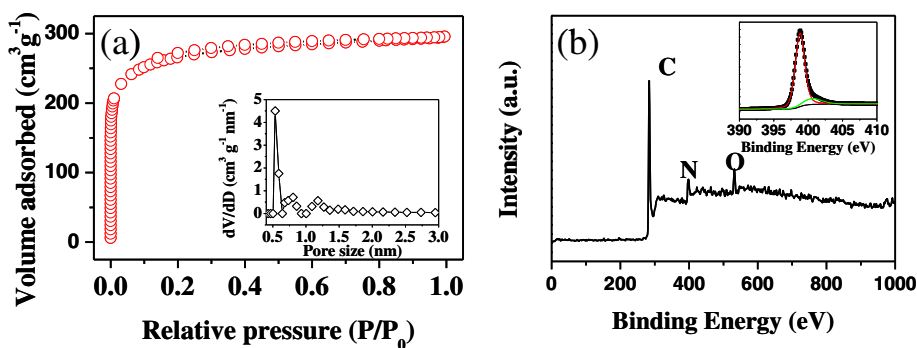 (a)
Volume adsorbed (cm³g⁻¹)
300
200
100
0
0.0 0.2 0.4 0.6 0.8 1.0
Relative pressure (P/P₀)
dV/dD (cm³ g⁻¹ nm⁻¹)
5
4
3
2
1
0
0.5 1.0 1.5 2.0 2.5 3.0
Pore size (nm)
(b)
Intensity (a.u.)
C
N
O
0 200 400 600 800 1000
Binding Energy (eV)
390 395 400 405 410
Binding Energy (eV)